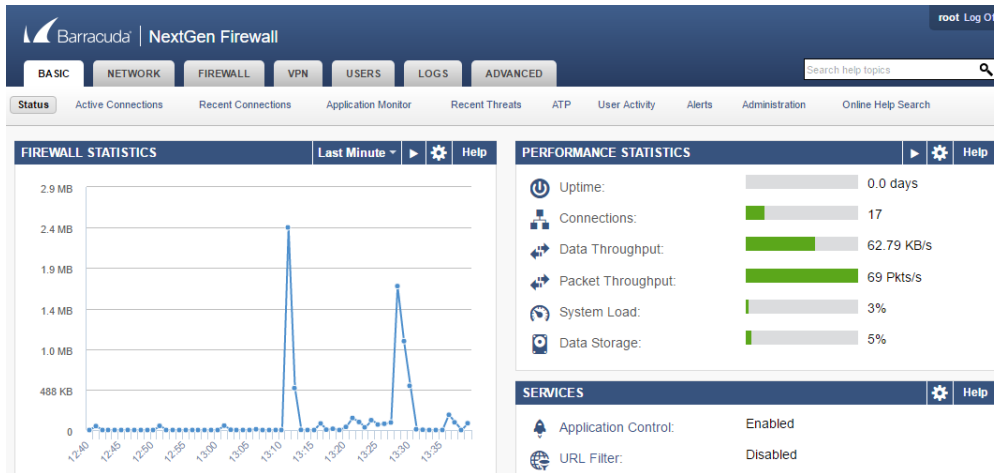 root Log Of
Barracuda NextGen Firewall
BASIC NETWORK FIREWALL VPN USERS LOGS ADVANCED
Search help topics
Status Active Connections Recent Connections Application Monitor Recent Threats ATP User Activity Alerts Administration Online Help Search
FIREWALL STATISTICS Last Minute Help
2.9 MB
2.4 MB
1.9 MB
1.4 MB
1.0 MB
488 KB
0
12:40 12:45 12:50 12:55 13:00 13:05 13:10 13:15 13:20 13:25 13:30 13:35
PERFORMANCE STATISTICS Help
Uptime: 0.0 days
Connections: 17
Data Throughput: 62.79 KB/s
Packet Throughput: 69 Pkts/s
System Load: 3%
Data Storage: 5%
SERVICES Help
Application Control: Enabled
URL Filter: Disabled